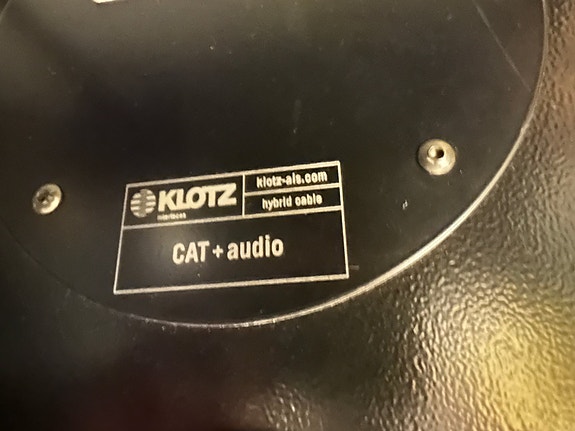 KLOTZ
interfaces
klotz-ais.com
hybrid cable
CAT + audio